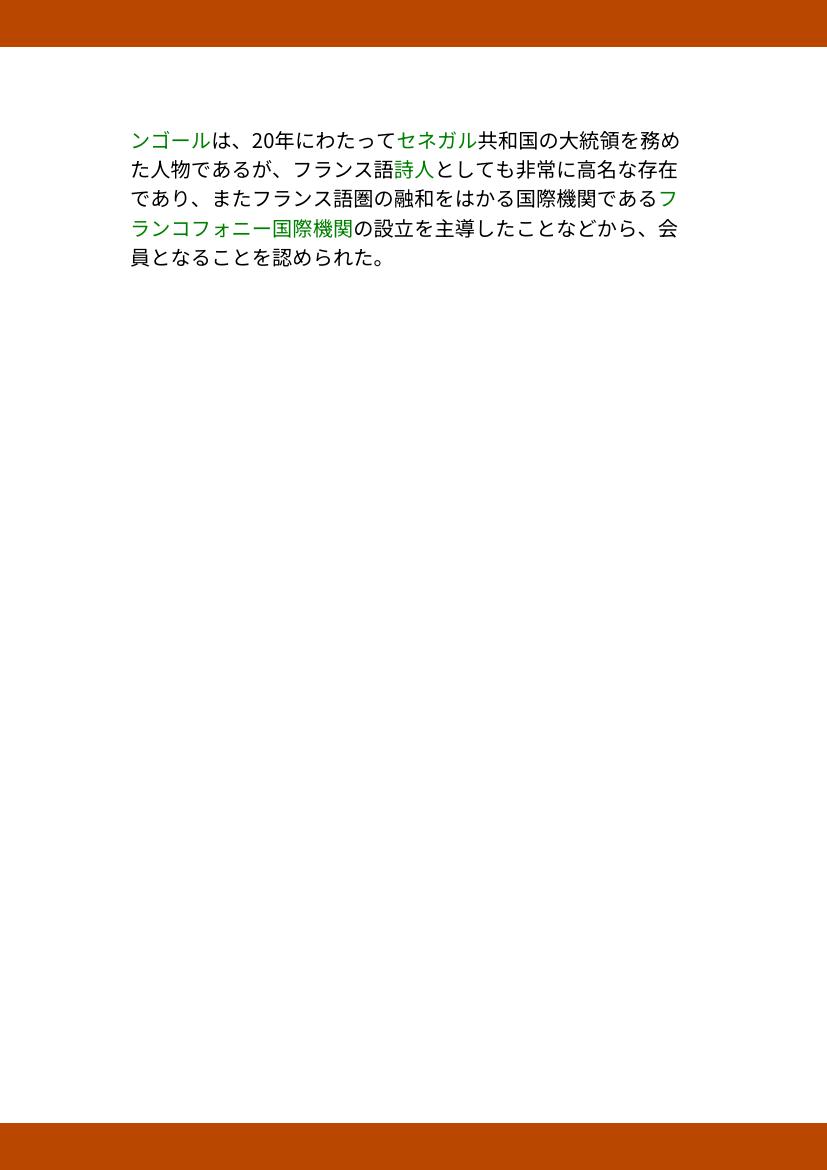 ンゴールは、20年にわたってセネガル共和国の大統領を務め
た人物であるが、フランス語詩人としても非常に高名な存在
であり、またフランス語圏の融和をはかる国際機関であるフ
ランコフォニー国際機関の設立を主導したことなどから、会
員となることを認められた。